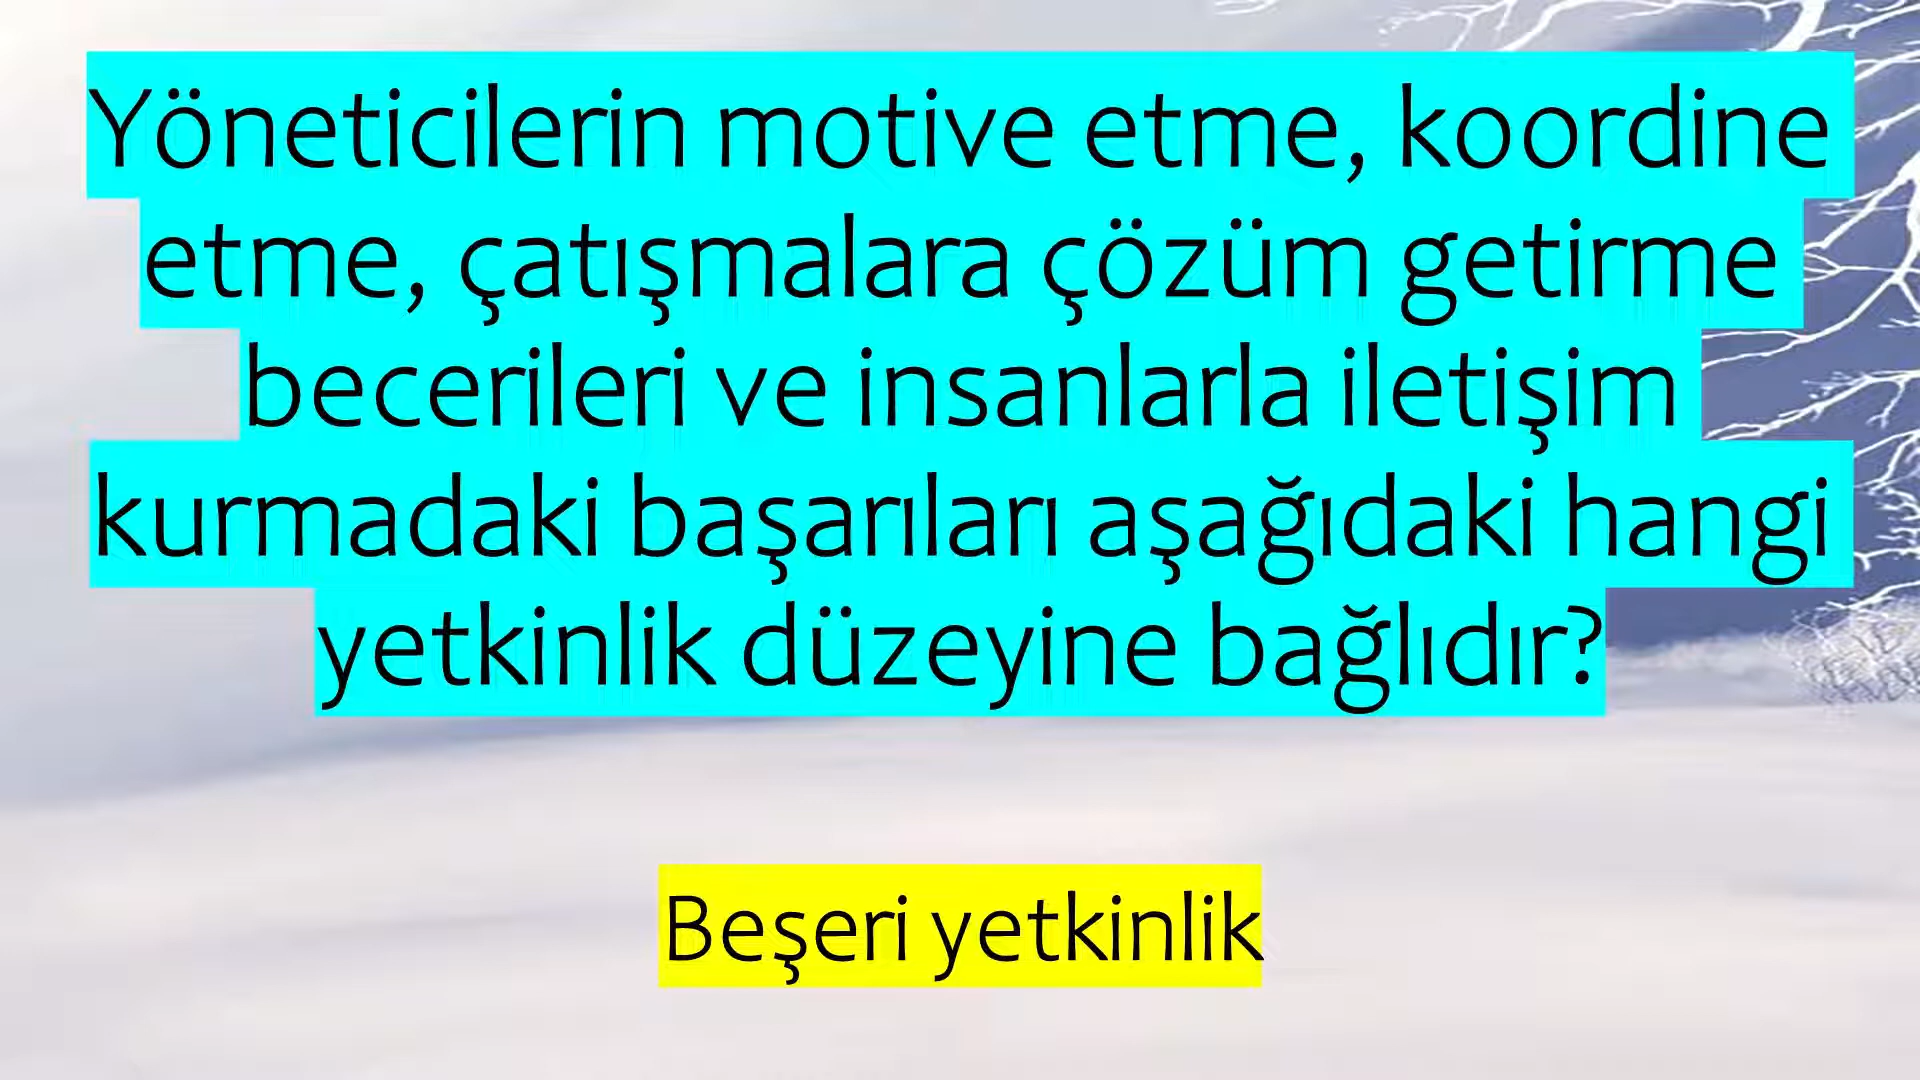 Yöneticilerin motive etme, koordine
etme, çatışmalara çözüm getirme
becerileri ve insanlarla iletişim
kurmadaki başarıları aşağıdaki hangi
yetkinlik düzeyine bağlıdır?
Beşeri yetkinlik